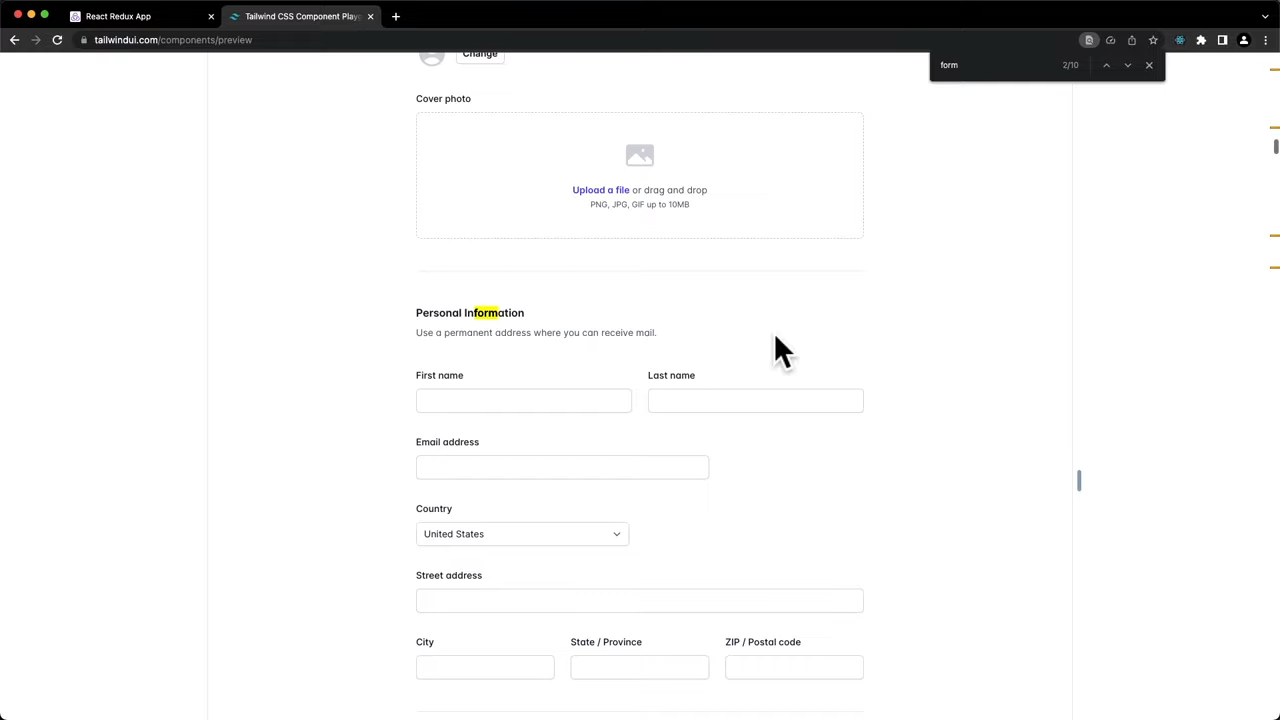 React Redux App
Tailwind CSS Component Play
tailwindui.com/components/preview
form
2/10
Change
Cover photo
Upload a file or drag and drop
PNG, JPG, GIF up to 10MB
Personal Information
Use a permanent address where you can receive mail.
First name
Last name
Email address
Country
United States
Street address
City
State / Province
ZIP / Postal code